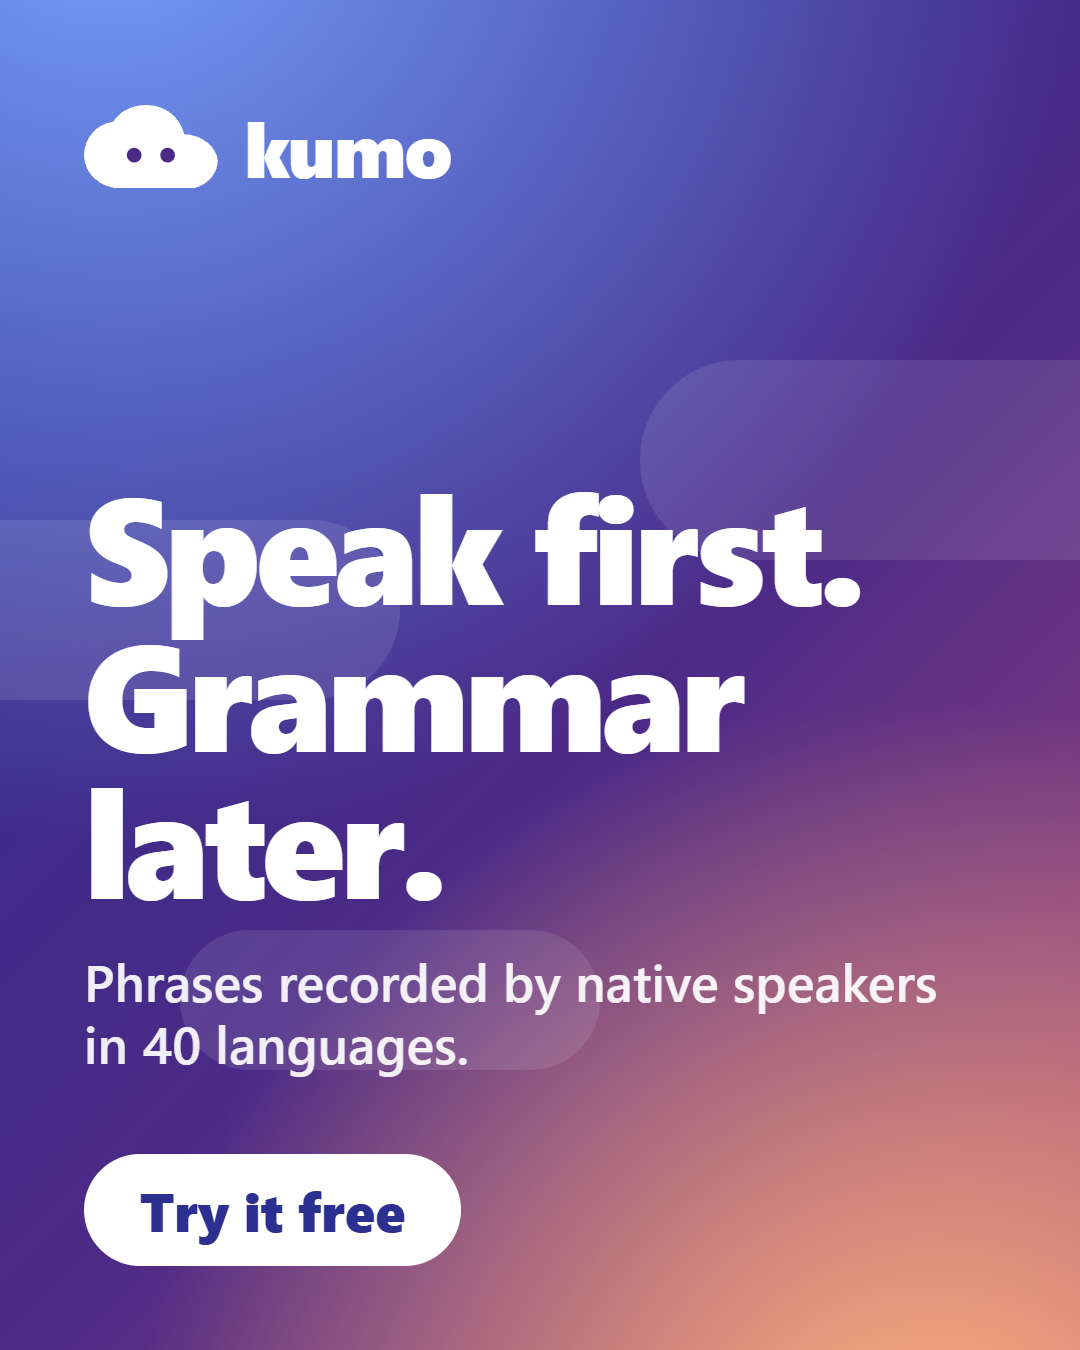 kumo
Speak first.
Grammar
later.
Phrases recorded by native speakers
in 40 languages.
Try it free